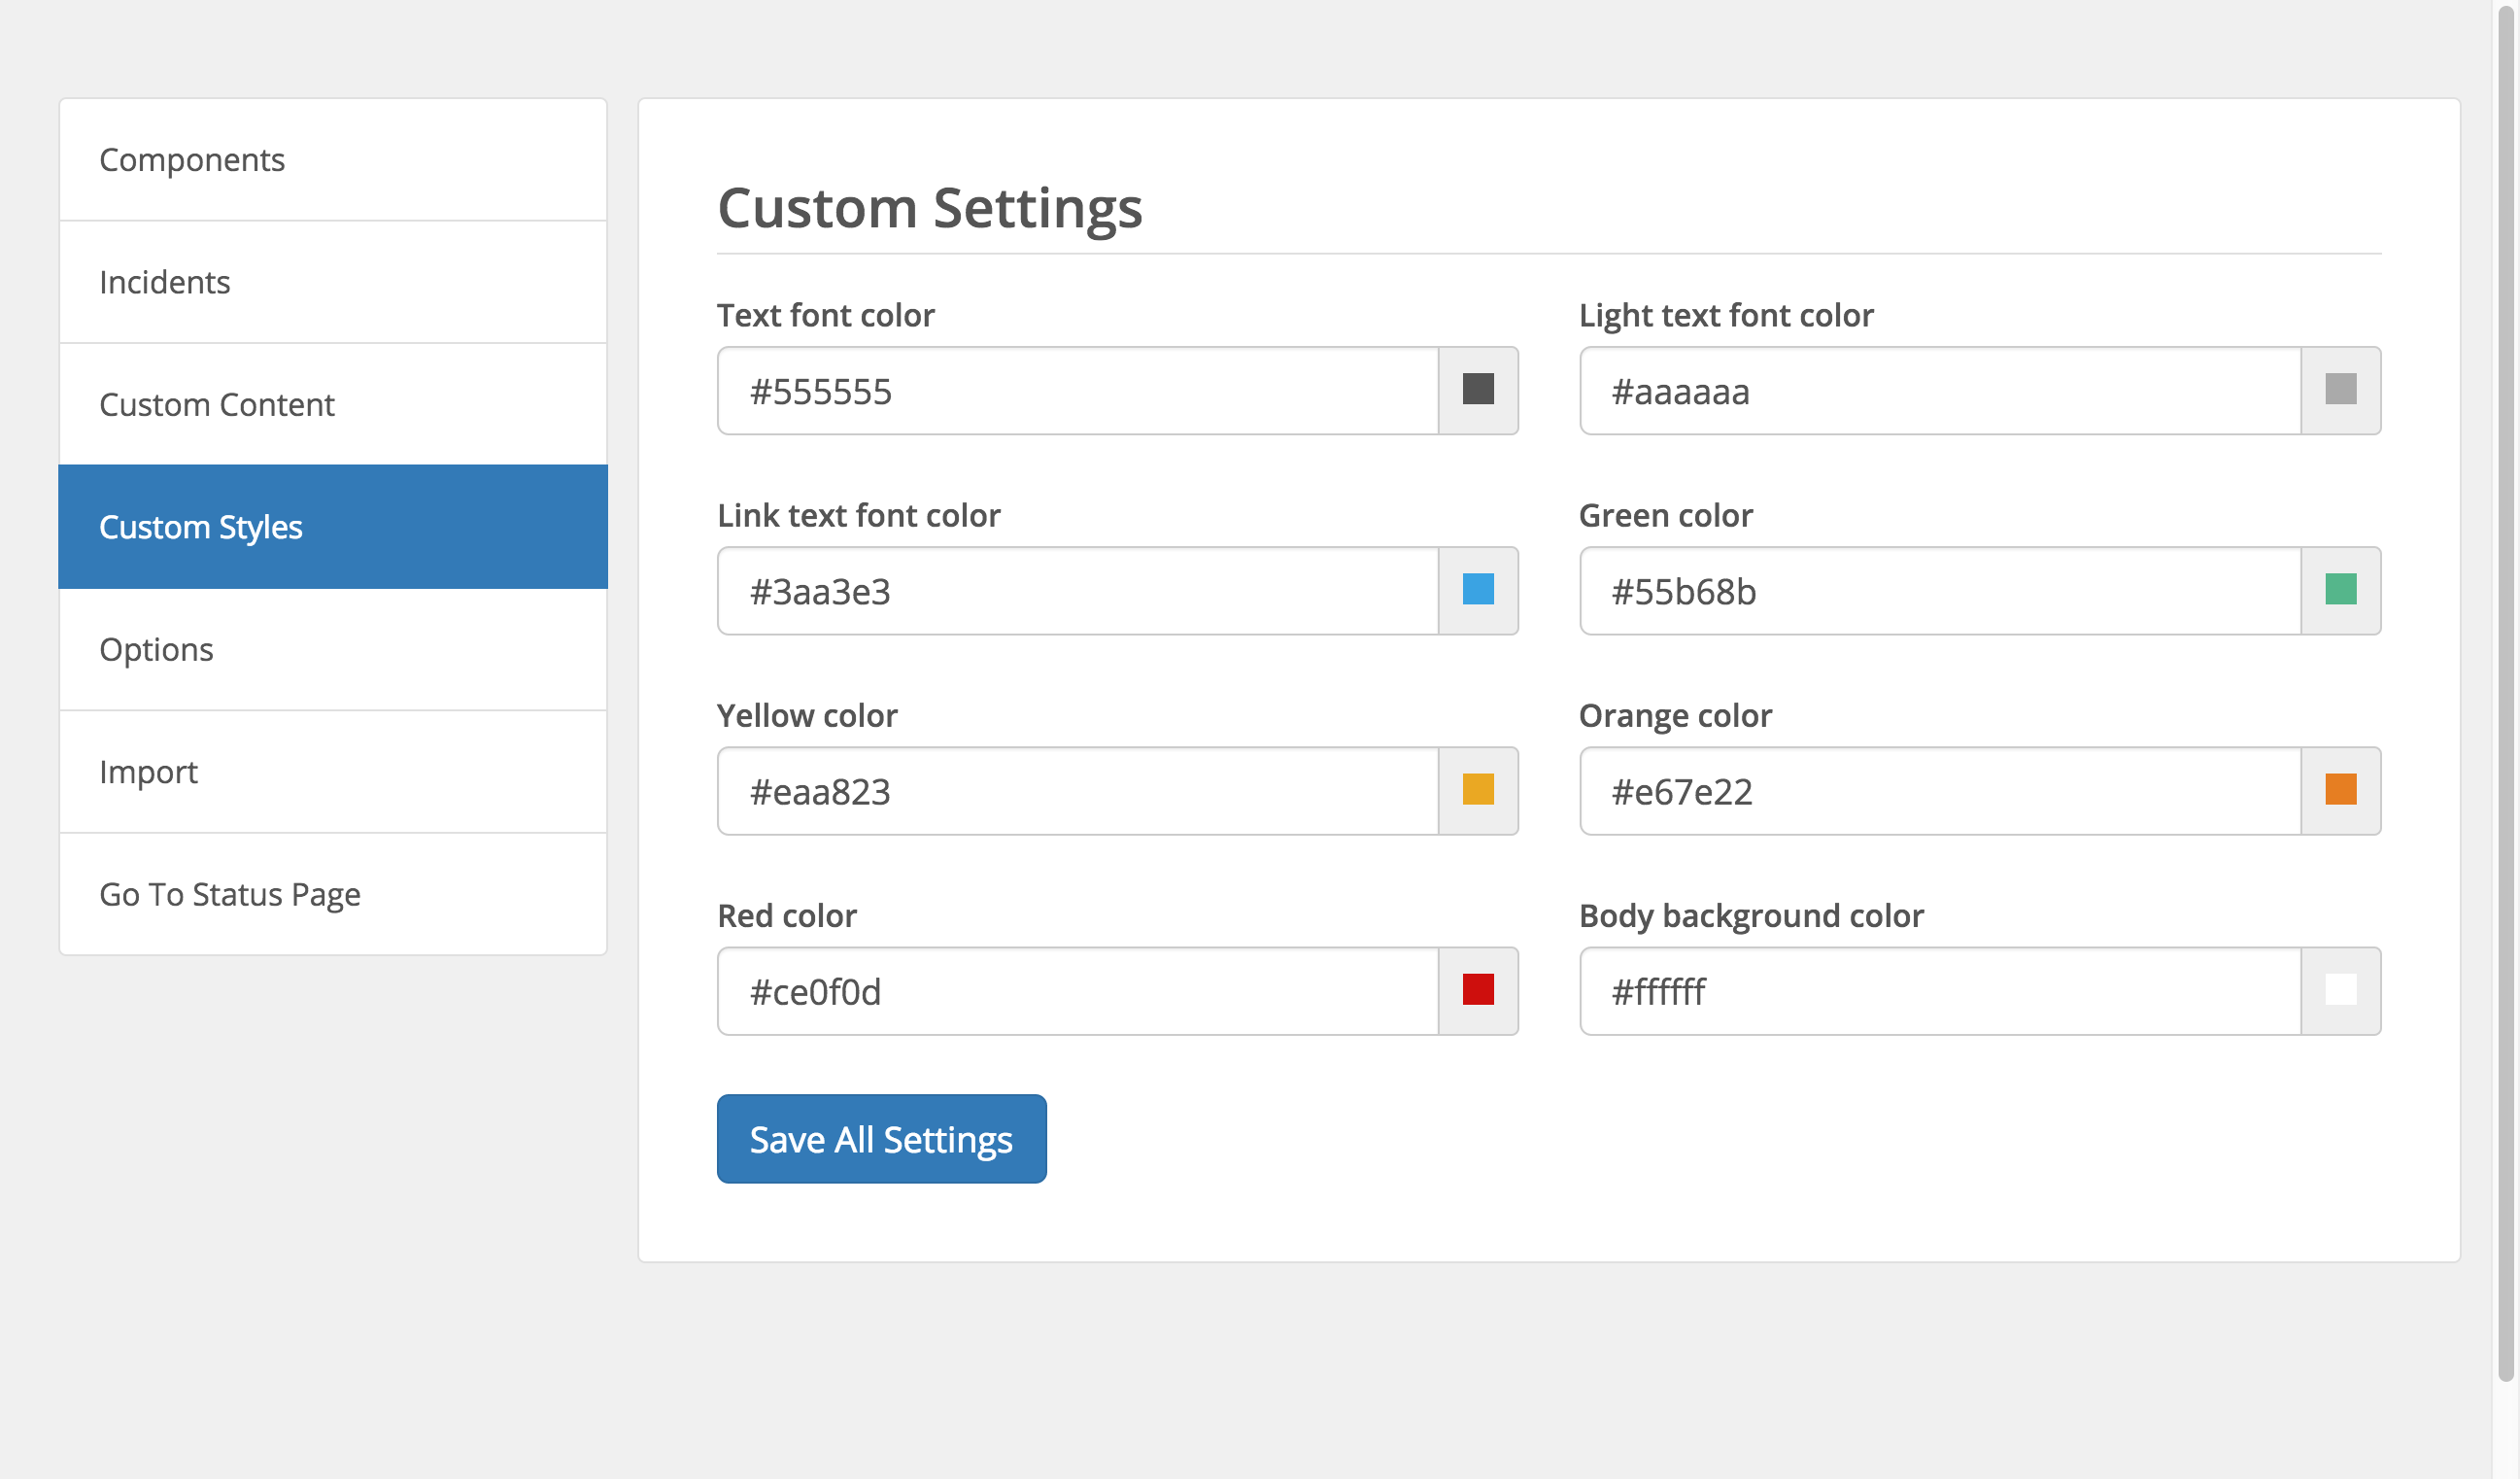 Components
Incidents
Custom Content
Custom Styles
Options
Import
Go To Status Page
Custom Settings
Text font color
#555555
Light text font color
#aaaaaa
Link text font color
#3aa3e3
Green color
#55b68b
Yellow color
#eaa823
Orange color
#e67e22
Red color
#ce0f0d
Body background color
#ffffff
Save All Settings